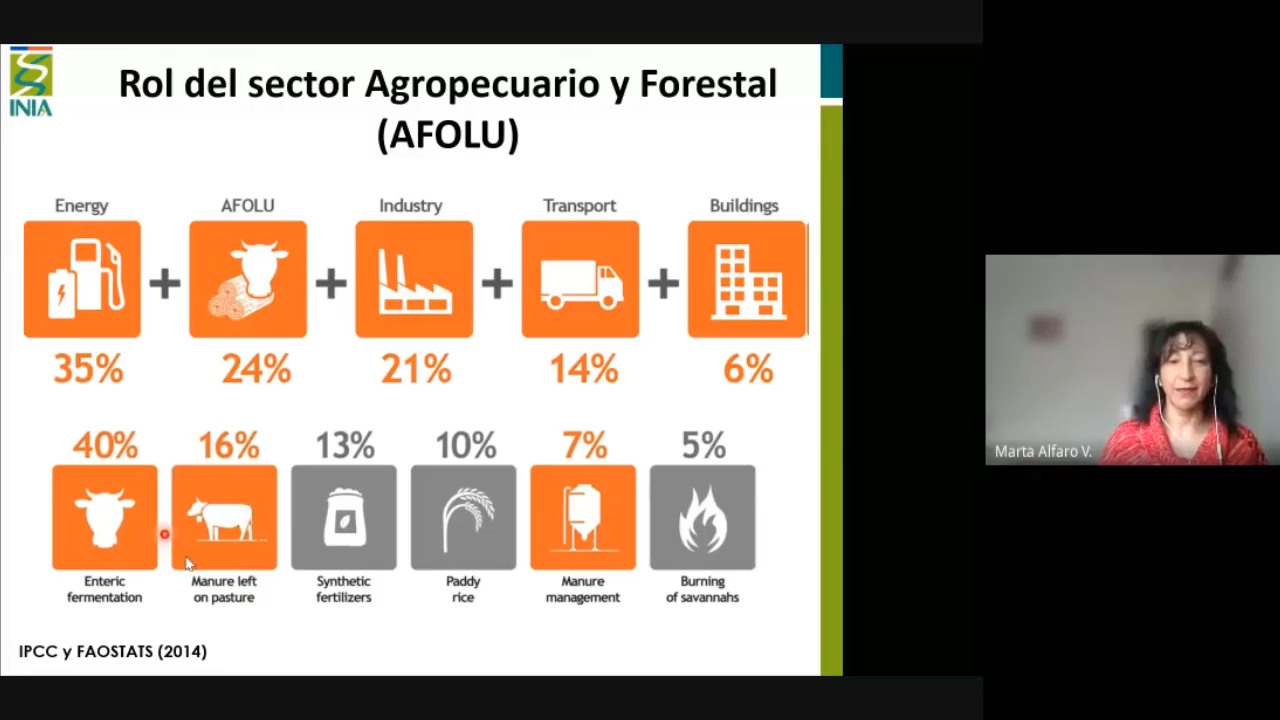 INIA
Rol del sector Agropecuario y Forestal
(AFOLU)
Energy AFOLU Industry Transport Buildings
35% 24% 21% 14% 6%
40% 16% 13% 10% 7% 5%
Enteric fermentation
Manure left on pasture
Synthetic fertilizers
Paddy rice
Manure management
Burning of savannahs
IPCC y FAOSTATS (2014)
Marta Alfaro V.